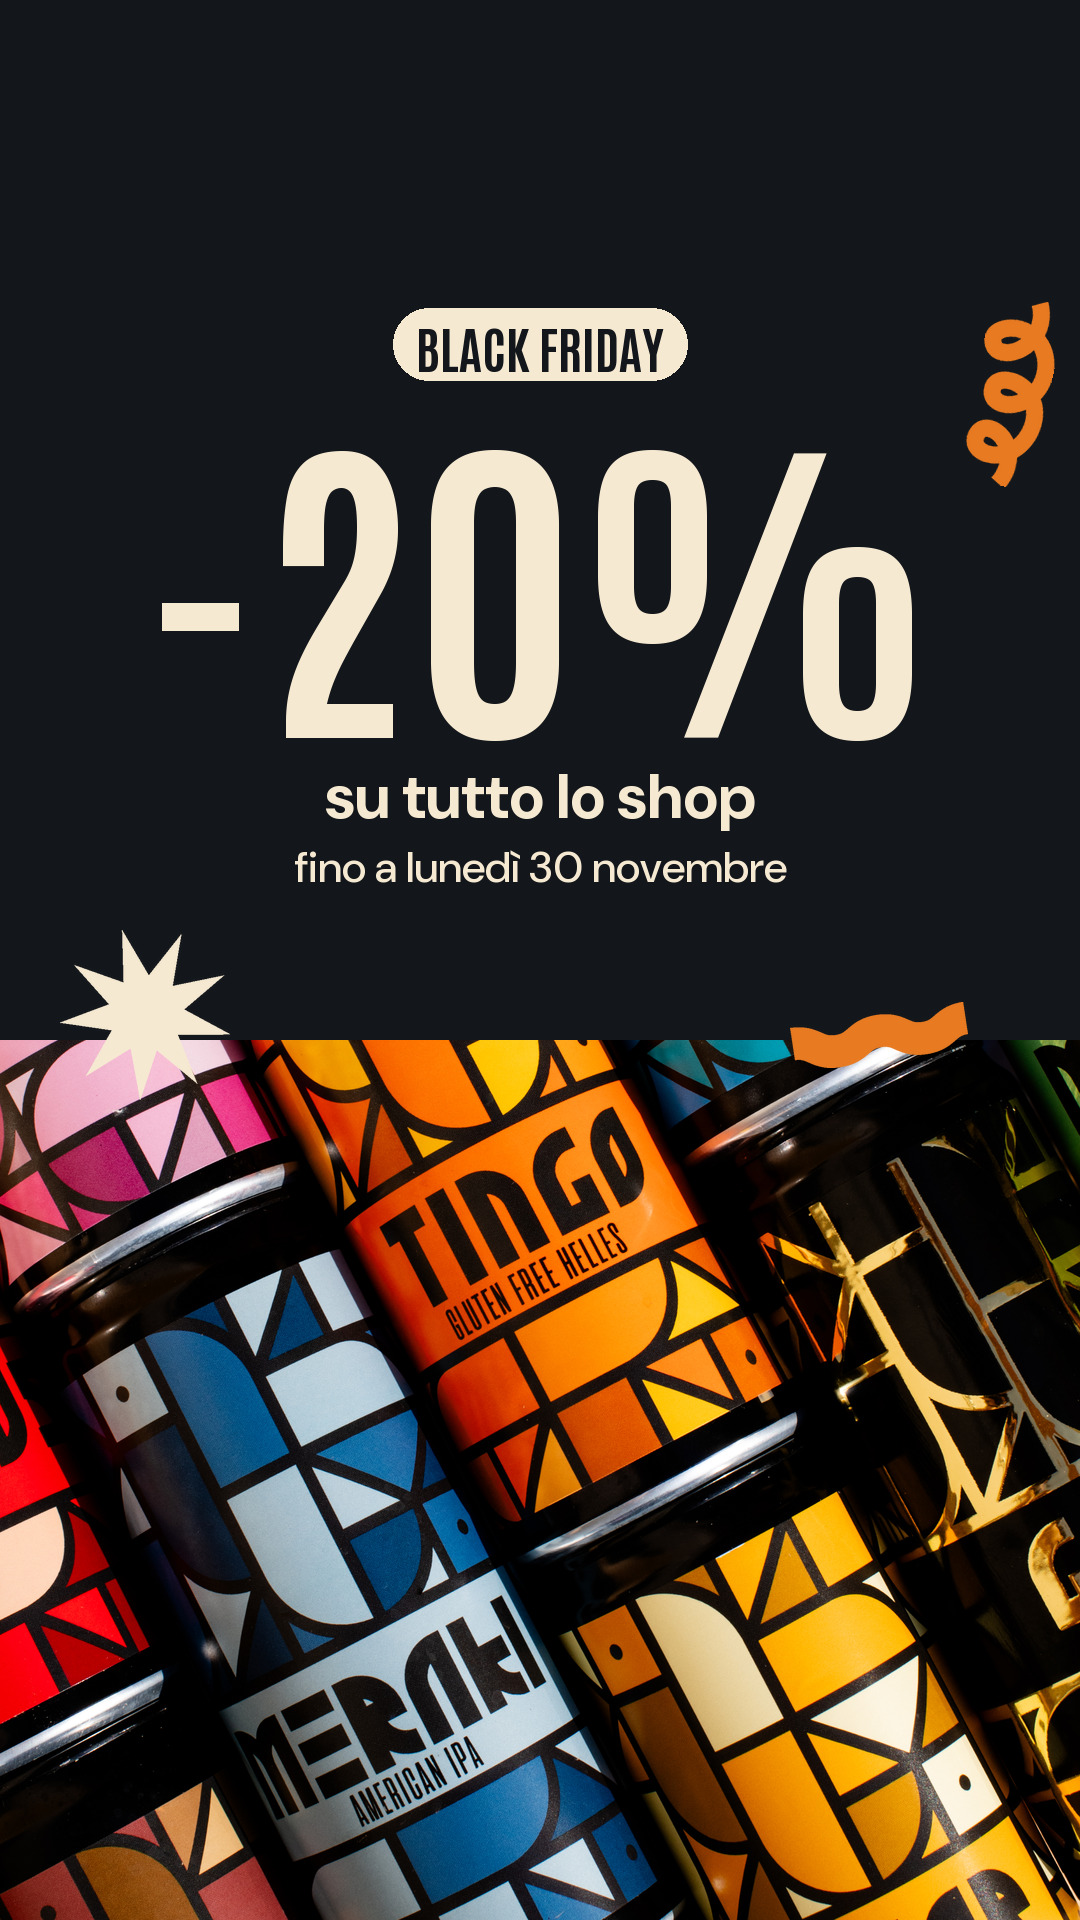 BLACK FRIDAY
-20%
su tutto lo shop
fino a lunedì 30 novembre
TINGO
GLUTEN FREE HELLES
MERAKI
AMERICAN IPA